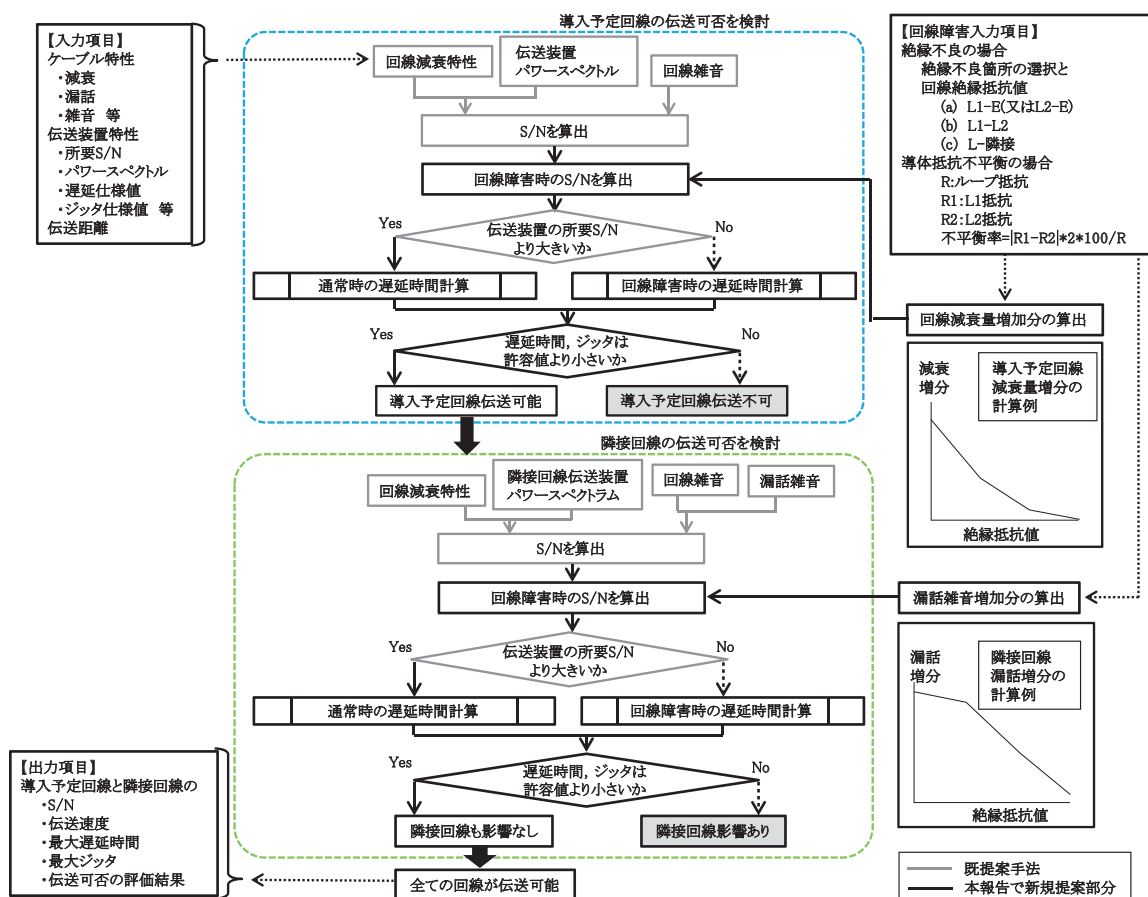 導入予定回線の伝送可否を検討
【入力項目】
ケーブル特性
・減衰
・漏話
・雑音 等
伝送装置特性
・所要S/N
・パワースペクトル
・遅延仕様値
・ジッタ仕様値 等
伝送距離
回線減衰特性
伝送装置
パワースペクトル
回線雑音
S/Nを算出
回線障害時のS/Nを算出
Yes
伝送装置の所要S/N
より大きいか
No
通常時の遅延時間計算
回線障害時の遅延時間計算
Yes
遅延時間，ジッタは
許容値より小さいか
No
導入予定回線伝送可能
導入予定回線伝送不可
【回線障害入力項目】
絶縁不良の場合
絶縁不良箇所の選択と
回線絶縁抵抗値
(a) L1-E(又はL2-E)
(b) L1-L2
(c) L-隣接
導体抵抗不平衡の場合
R:ループ抵抗
R1:L1抵抗
R2:L2抵抗
不平衡率=|R1-R2|*2*100/R
回線減衰量増加分の算出
減衰
増分
導入予定回線
減衰量増分の
計算例
絶縁抵抗値
隣接回線の伝送可否を検討
回線減衰特性
隣接回線伝送装置
パワースペクトラム
回線雑音
漏話雑音
S/Nを算出
回線障害時のS/Nを算出
漏話雑音増加分の算出
Yes
伝送装置の所要S/N
より大きいか
No
通常時の遅延時間計算
回線障害時の遅延時間計算
Yes
遅延時間，ジッタは
許容値より小さいか
No
隣接回線も影響なし
隣接回線影響あり
全ての回線が伝送可能
漏話
増分
隣接回線
漏話増分の
計算例
絶縁抵抗値
【出力項目】
導入予定回線と隣接回線の
・S/N
・伝送速度
・最大遅延時間
・最大ジッタ
・伝送可否の評価結果
既提案手法
本報告で新規提案部分